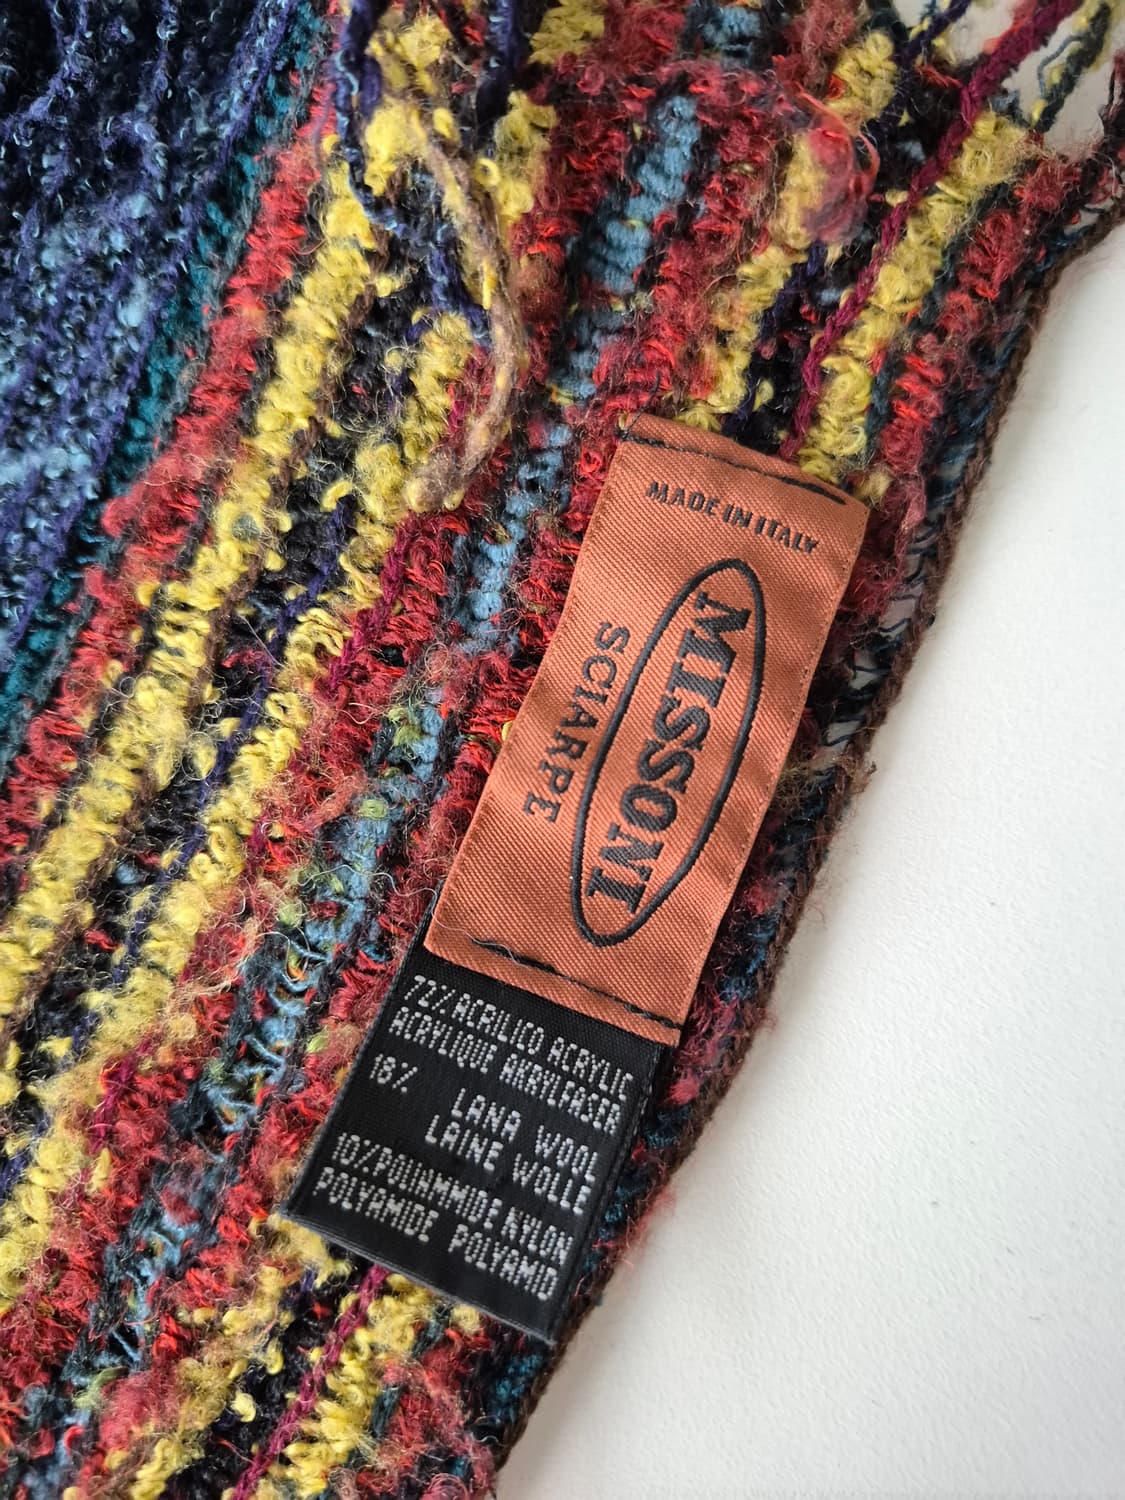 MADE IN ITALY
MISSONI
SCIARPE
72% ACRILICO ACRYLIC
ACRYLIQUE AKRYLFASER
18% LANA WOOL
LAINE WOLLE
10% POLIAMMIDE NYLON
POLYAMIDE POLYAMID